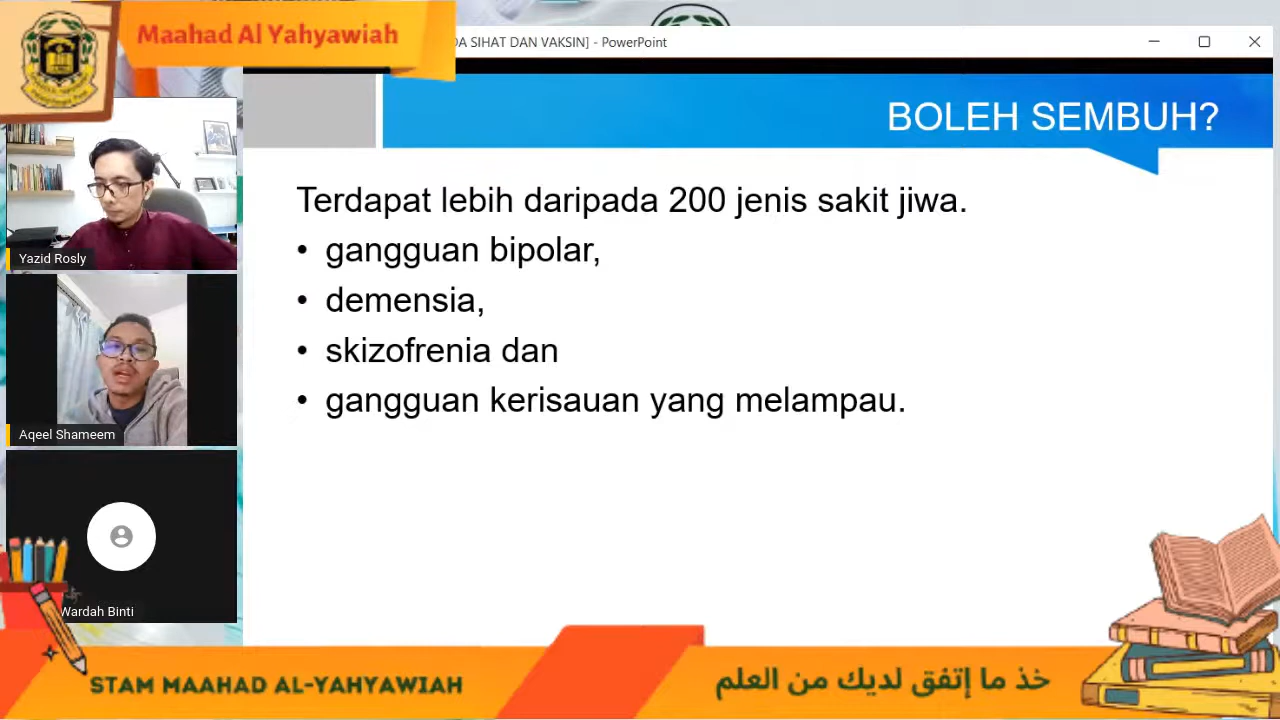 Maahad Al Yahyawiah
DA SIHAT DAN VAKSIN] - PowerPoint
BOLEH SEMBUH?
Terdapat lebih daripada 200 jenis sakit jiwa.
• gangguan bipolar,
• demensia,
• skizofrenia dan
• gangguan kerisauan yang melampau.
Yazid Rosly
Aqeel Shameem
Wardah Binti
STAM MAAHAD AL-YAHYAWIAH
خذ ما إتفق لديك من العلم